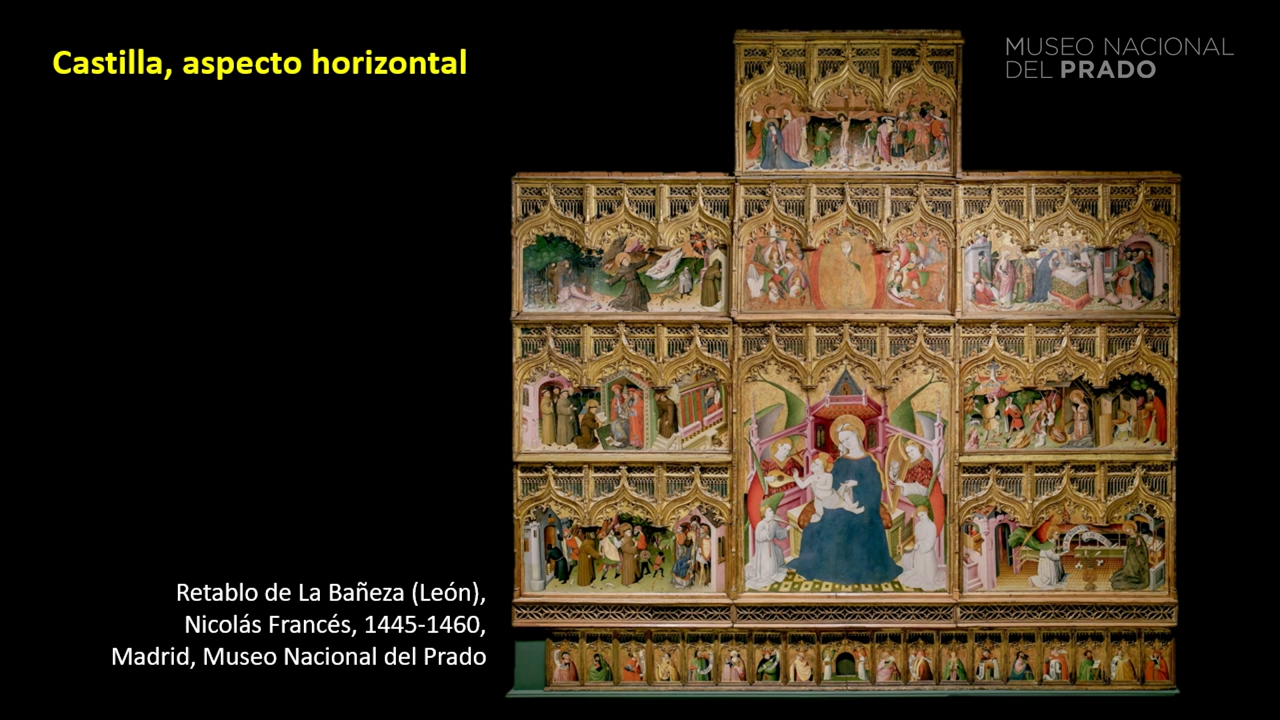 Castilla, aspecto horizontal
MUSEO NACIONAL
DEL PRADO
Retablo de La Bañeza (León),
Nicolás Francés, 1445-1460,
Madrid, Museo Nacional del Prado